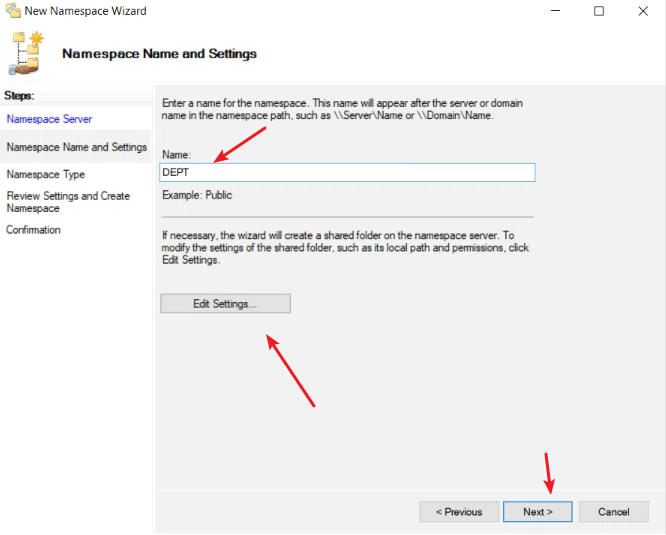 New Namespace Wizard
Namespace Name and Settings
Steps:
Namespace Server
Namespace Name and Settings
Namespace Type
Review Settings and Create
Namespace
Confirmation
Enter a name for the namespace. This name will appear after the server or domain
name in the namespace path, such as \\Server\Name or \\Domain\Name.
Name:
DEPT
Example: Public
If necessary, the wizard will create a shared folder on the namespace server. To
modify the settings of the shared folder, such as its local path and permissions, click
Edit Settings.
Edit Settings...
< Previous
Next >
Cancel